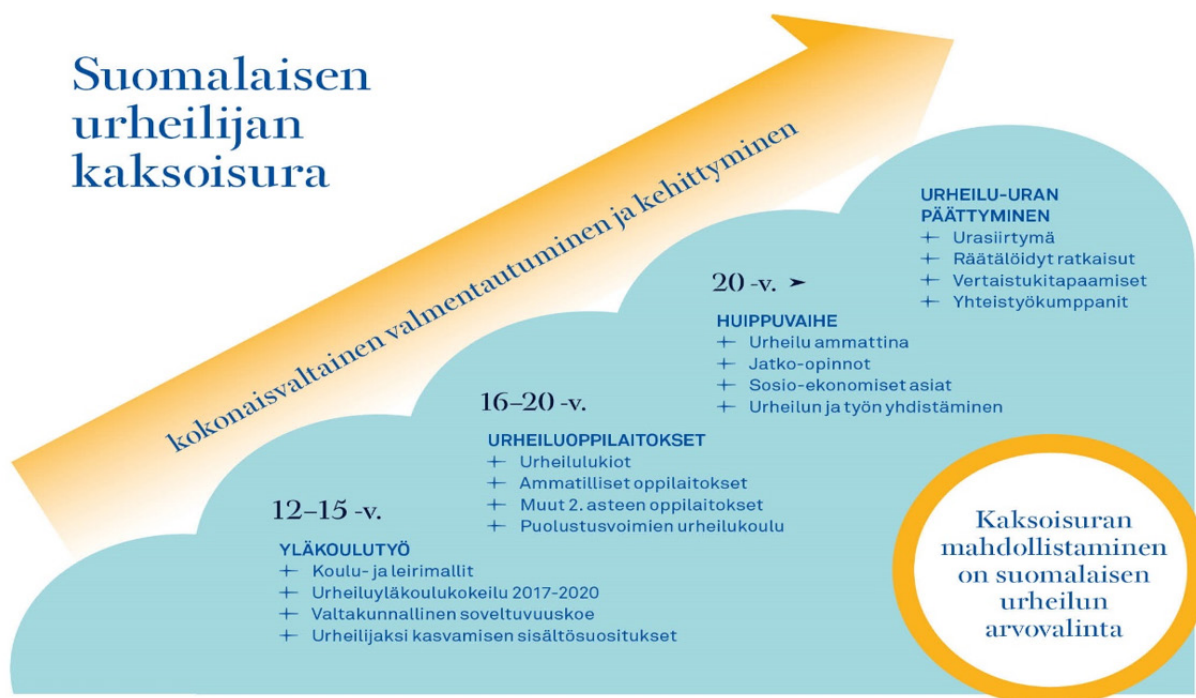 Suomalaisen
urheilijan
kaksoisura
kokonaisvaltainen valmentautuminen ja kehittyminen
12–15 -v.
YLÄKOULUTYÖ
Koulu- ja leirimallit
Urheiluyläkoulukokeilu 2017-2020
Valtakunnallinen soveltuvuuskoe
Urheilijaksi kasvamisen sisältösuositukset
16–20 -v.
URHEILUOPPILAITOKSET
Urheilulukiot
Ammatilliset oppilaitokset
Muut 2. asteen oppilaitokset
Puolustusvoimien urheilukoulu
20 -v. ➤
HUIPPUVAIHE
Urheilu ammattina
Jatko-opinnot
Sosio-ekonomiset asiat
Urheilun ja työn yhdistäminen
URHEILU-URAN
PÄÄTTYMINEN
Urasiirtymä
Räätälöidyt ratkaisut
Vertaistukitapaamiset
Yhteistyökumppanit
Kaksoisuran
mahdollistaminen
on suomalaisen
urheilun
arvovalinta